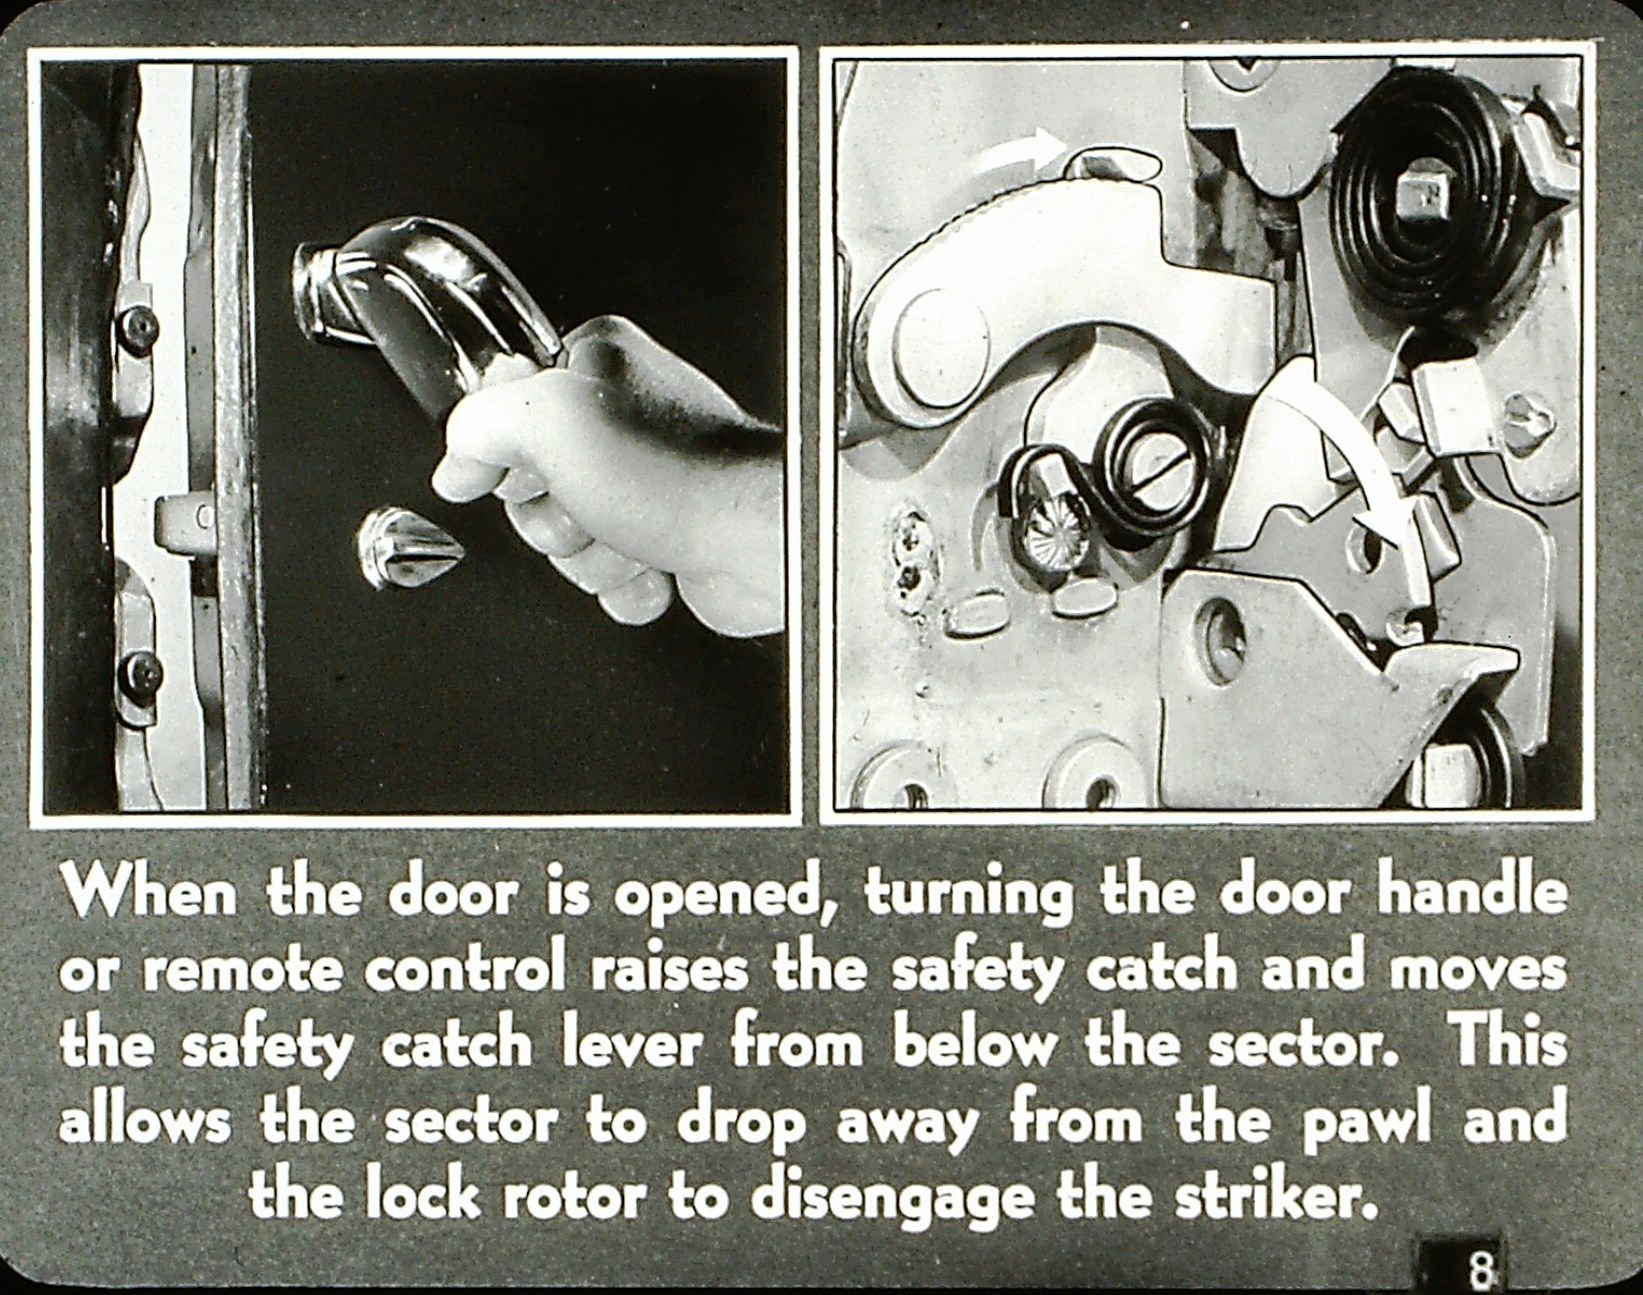 When the door is opened, turning the door handle
or remote control raises the safety catch and moves
the safety catch lever from below the sector. This
allows the sector to drop away from the pawl and
the lock rotor to disengage the striker.
8